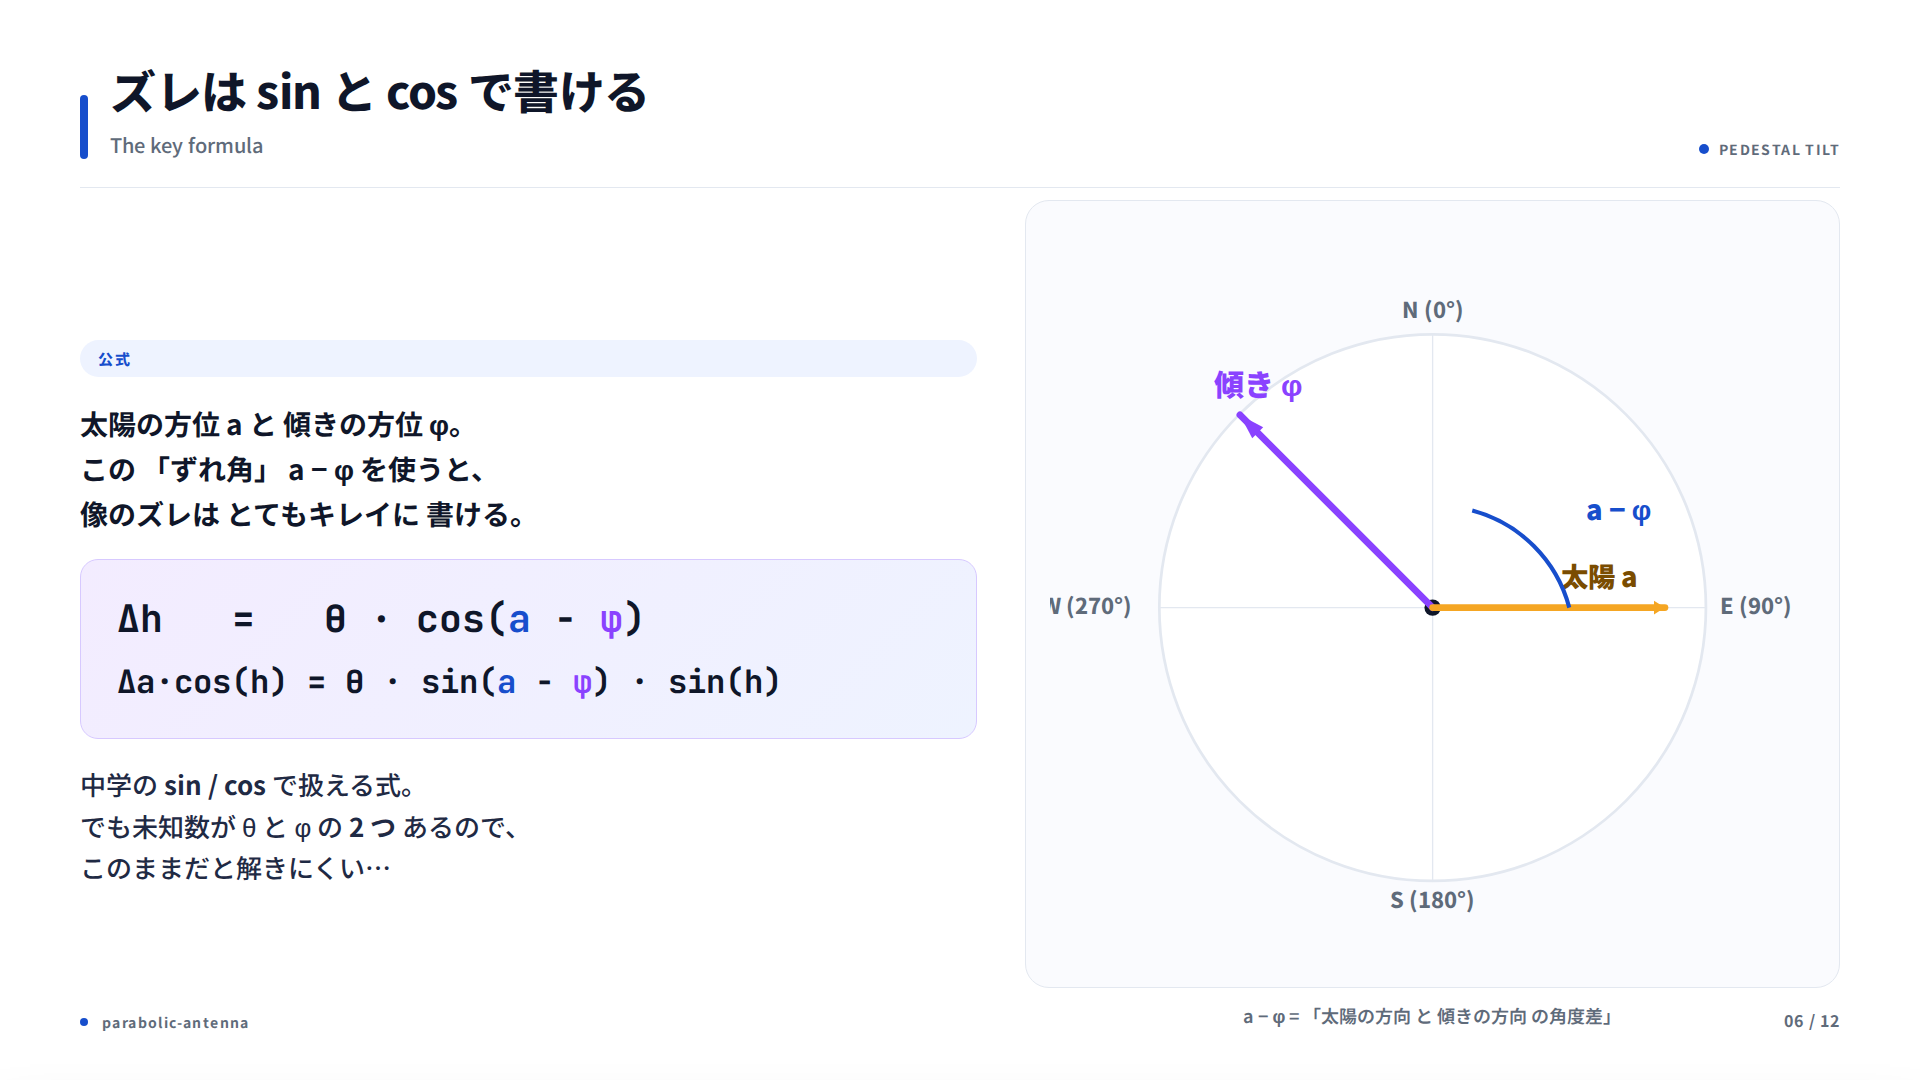 ズレは sin と cos で書ける
The key formula
PEDESTAL TILT
公式
太陽の方位 a と 傾きの方位 φ。
この 「ずれ角」 a − φ を使うと、
像のズレは とてもキレイに 書ける。
Δh = θ · cos(a - φ)
Δa·cos(h) = θ · sin(a - φ) · sin(h)
中学の sin / cos で扱える式。
でも未知数が θ と φ の 2 つ あるので、
このままだと解きにくい…
N (0°)
傾き φ
a − φ
太陽 a
W (270°)
E (90°)
S (180°)
a − φ = 「太陽の方向 と 傾きの方向 の角度差」
parabolic-antenna
06 / 12